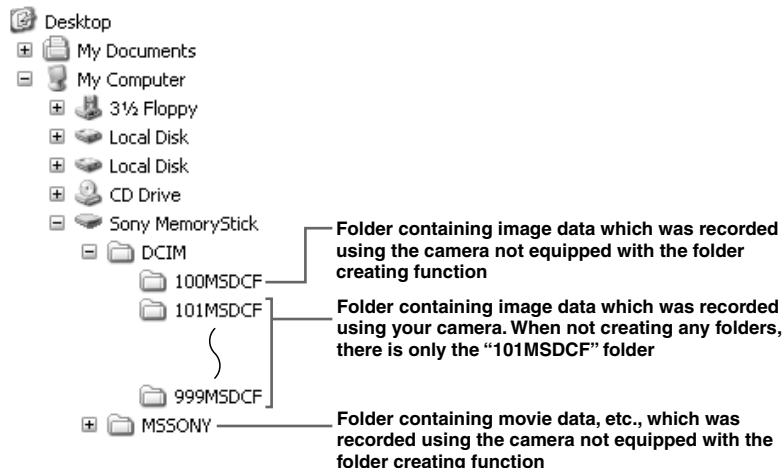 Desktop
My Documents
My Computer
3½ Floppy
Local Disk
Local Disk
CD Drive
Sony MemoryStick
DCIM
100MSDCF
101MSDCF
999MSDCF
MSSONY
Folder containing image data which was recorded
using the camera not equipped with the folder
creating function
Folder containing image data which was recorded
using your camera. When not creating any folders,
there is only the “101MSDCF” folder
Folder containing movie data, etc., which was
recorded using the camera not equipped with the
folder creating function